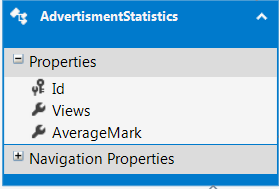 AdvertismentStatistics
Properties
Id
Views
AverageMark
Navigation Properties